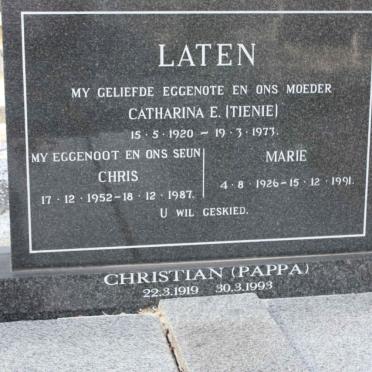 LATEN
MY GELIEFDE EGGENOTE EN ONS MOEDER
CATHARINA E. (TIENIE)
15·5·1920 – 19·3·1973.
MY EGGENOOT EN ONS SEUN
CHRIS
17·12·1952–18·12·1987.
MARIE
4·8·1926–15·12·1991.
U WIL GESKIED.
CHRISTIAN (PAPPA)
22.3.1919 30.3.1993